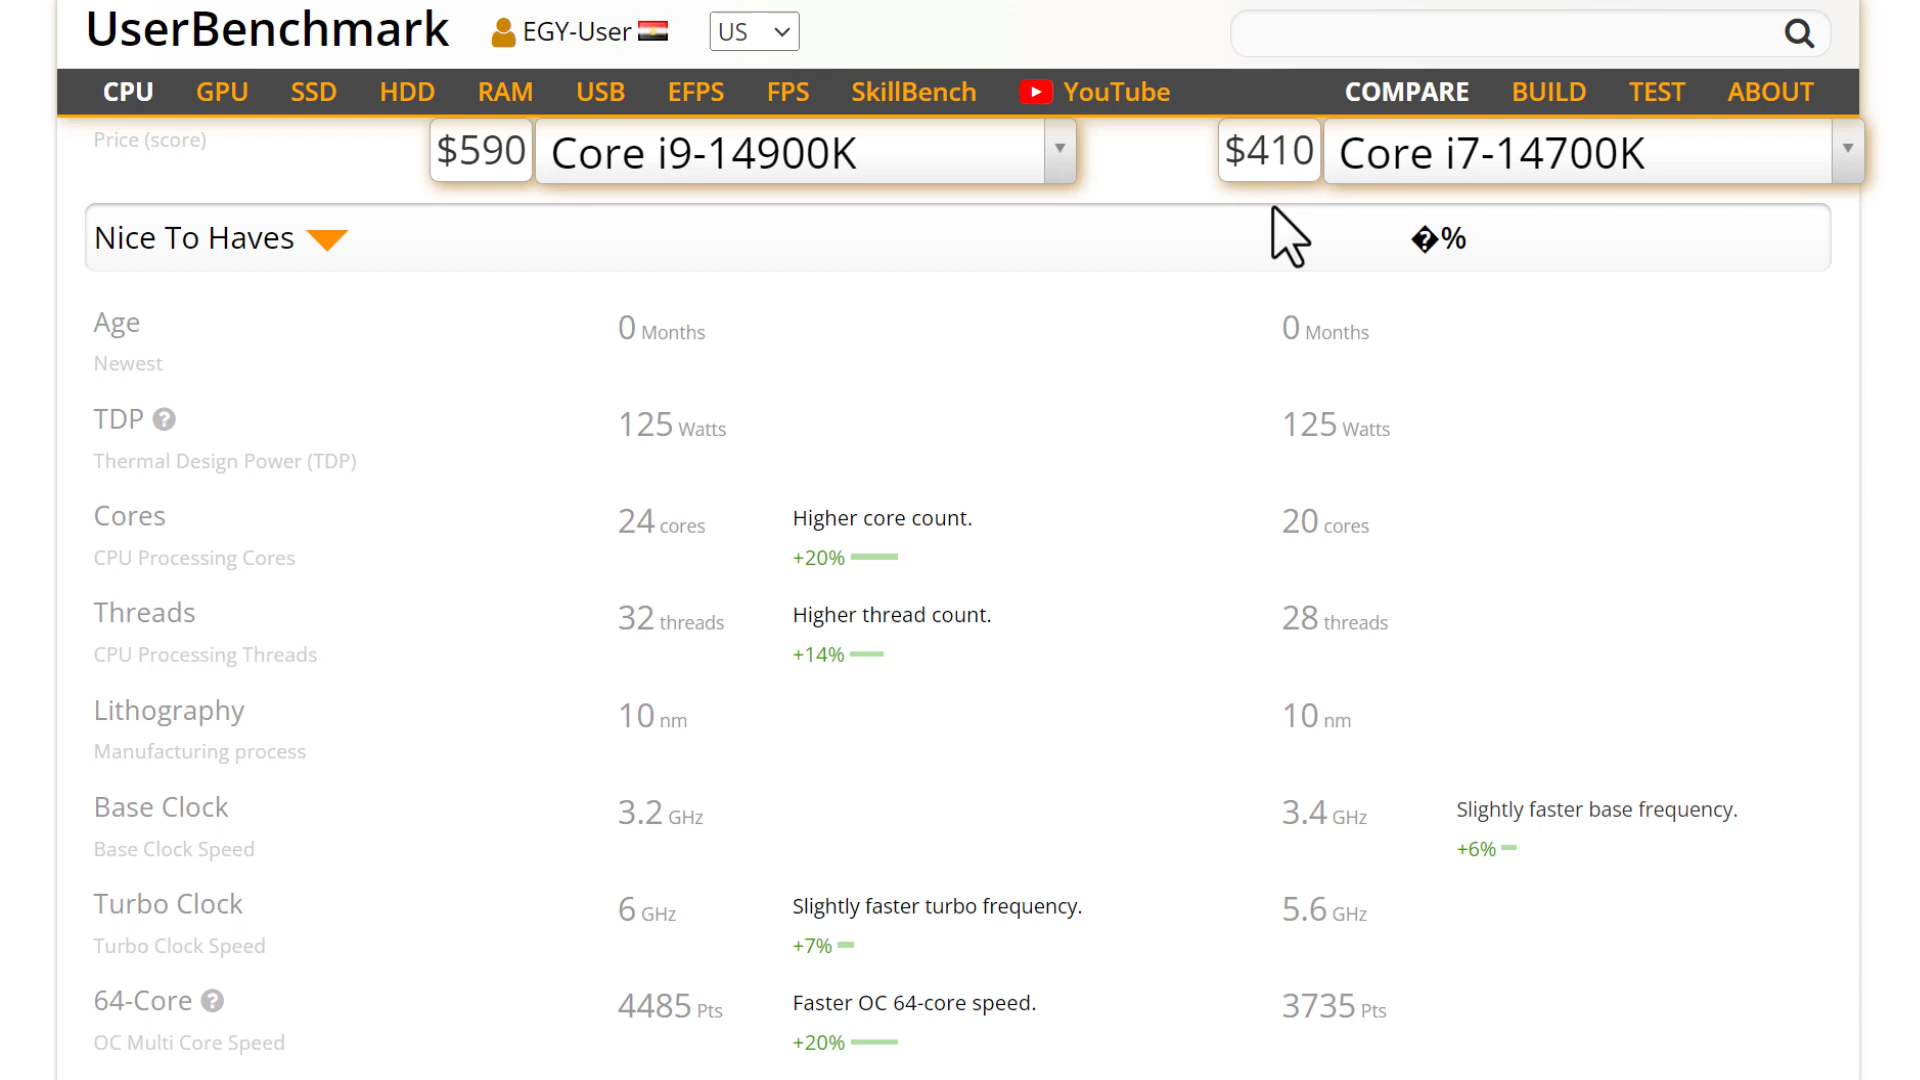 UserBenchmark EGY-User US
CPU GPU SSD HDD RAM USB EFPS FPS SkillBench YouTube COMPARE BUILD TEST ABOUT
Price (score) $590 Core i9-14900K $410 Core i7-14700K
Nice To Haves �%
Age 0 Months 0 Months
Newest
TDP ? 125 Watts 125 Watts
Thermal Design Power (TDP)
Cores 24 cores Higher core count. 20 cores
CPU Processing Cores +20%
Threads 32 threads Higher thread count. 28 threads
CPU Processing Threads +14%
Lithography 10 nm 10 nm
Manufacturing process
Base Clock 3.2 GHz 3.4 GHz Slightly faster base frequency.
Base Clock Speed +6%
Turbo Clock 6 GHz Slightly faster turbo frequency. 5.6 GHz
Turbo Clock Speed +7%
64-Core ? 4485 Pts Faster OC 64-core speed. 3735 Pts
OC Multi Core Speed +20%